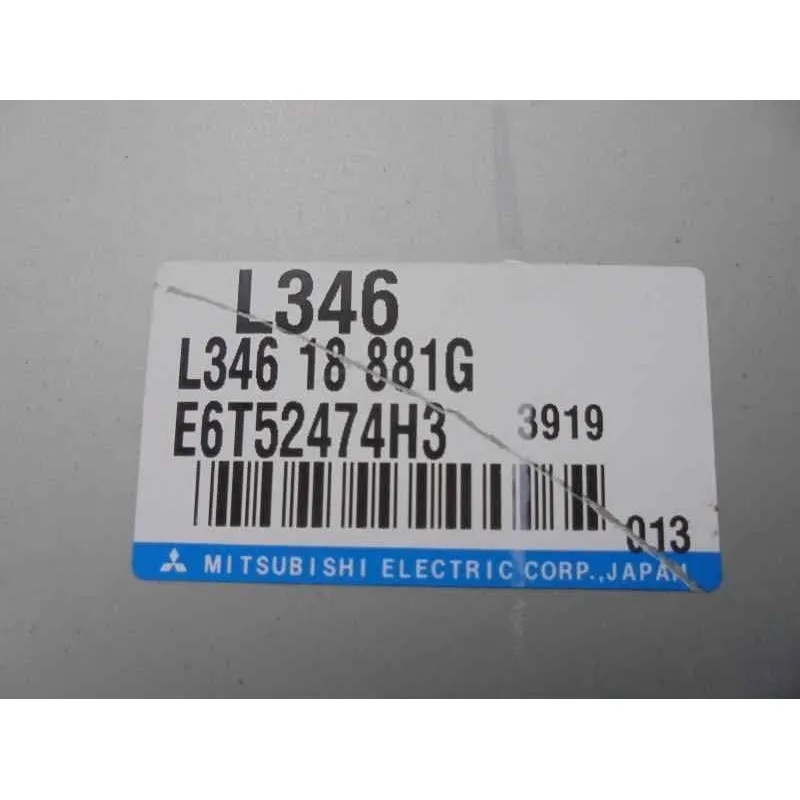 L346
L346 18 881G
E6T52474H3 3919
013
MITSUBISHI ELECTRIC CORP., JAPAN